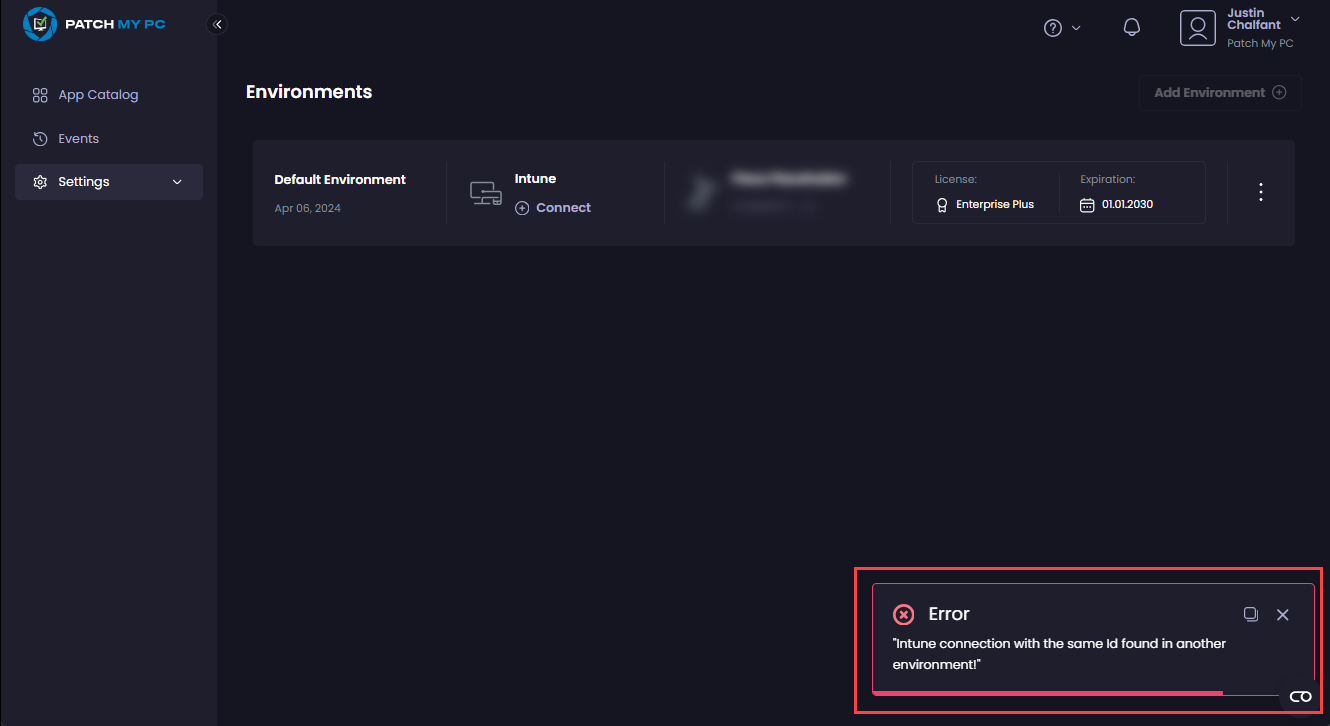 PATCH MY PC
Justin
Chalfant
Patch My PC
App Catalog
Events
Settings
Environments
Add Environment
Default Environment
Apr 06, 2024
Intune
Connect
License:
Enterprise Plus
Expiration:
01.01.2030
Error
"Intune connection with the same Id found in another
environment!"